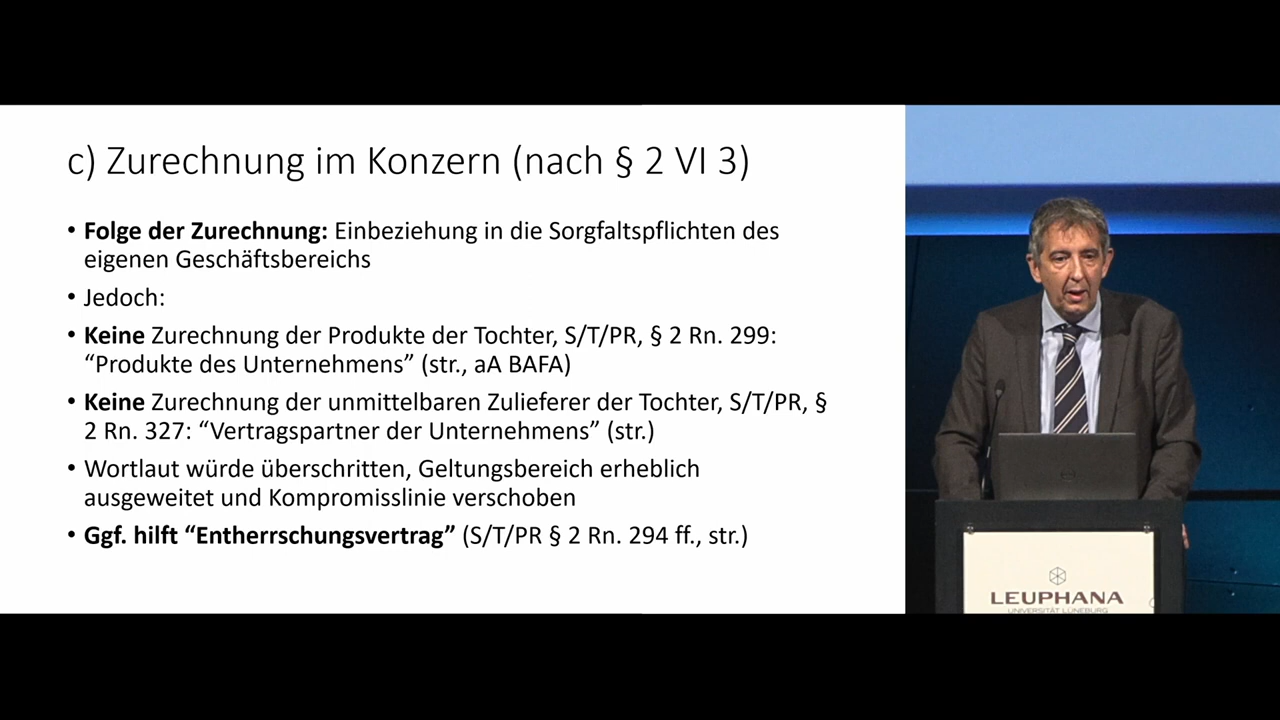 c) Zurechnung im Konzern (nach § 2 VI 3)
• Folge der Zurechnung: Einbeziehung in die Sorgfaltspflichten des
eigenen Geschäftsbereichs
• Jedoch:
• Keine Zurechnung der Produkte der Tochter, S/T/PR, § 2 Rn. 299:
“Produkte des Unternehmens” (str., aA BAFA)
• Keine Zurechnung der unmittelbaren Zulieferer der Tochter, S/T/PR, §
2 Rn. 327: “Vertragspartner der Unternehmens” (str.)
• Wortlaut würde überschritten, Geltungsbereich erheblich
ausgeweitet und Kompromisslinie verschoben
• Ggf. hilft “Entherrschungsvertrag” (S/T/PR § 2 Rn. 294 ff., str.)
LEUPHANA
UNIVERSITÄT LÜNEBURG